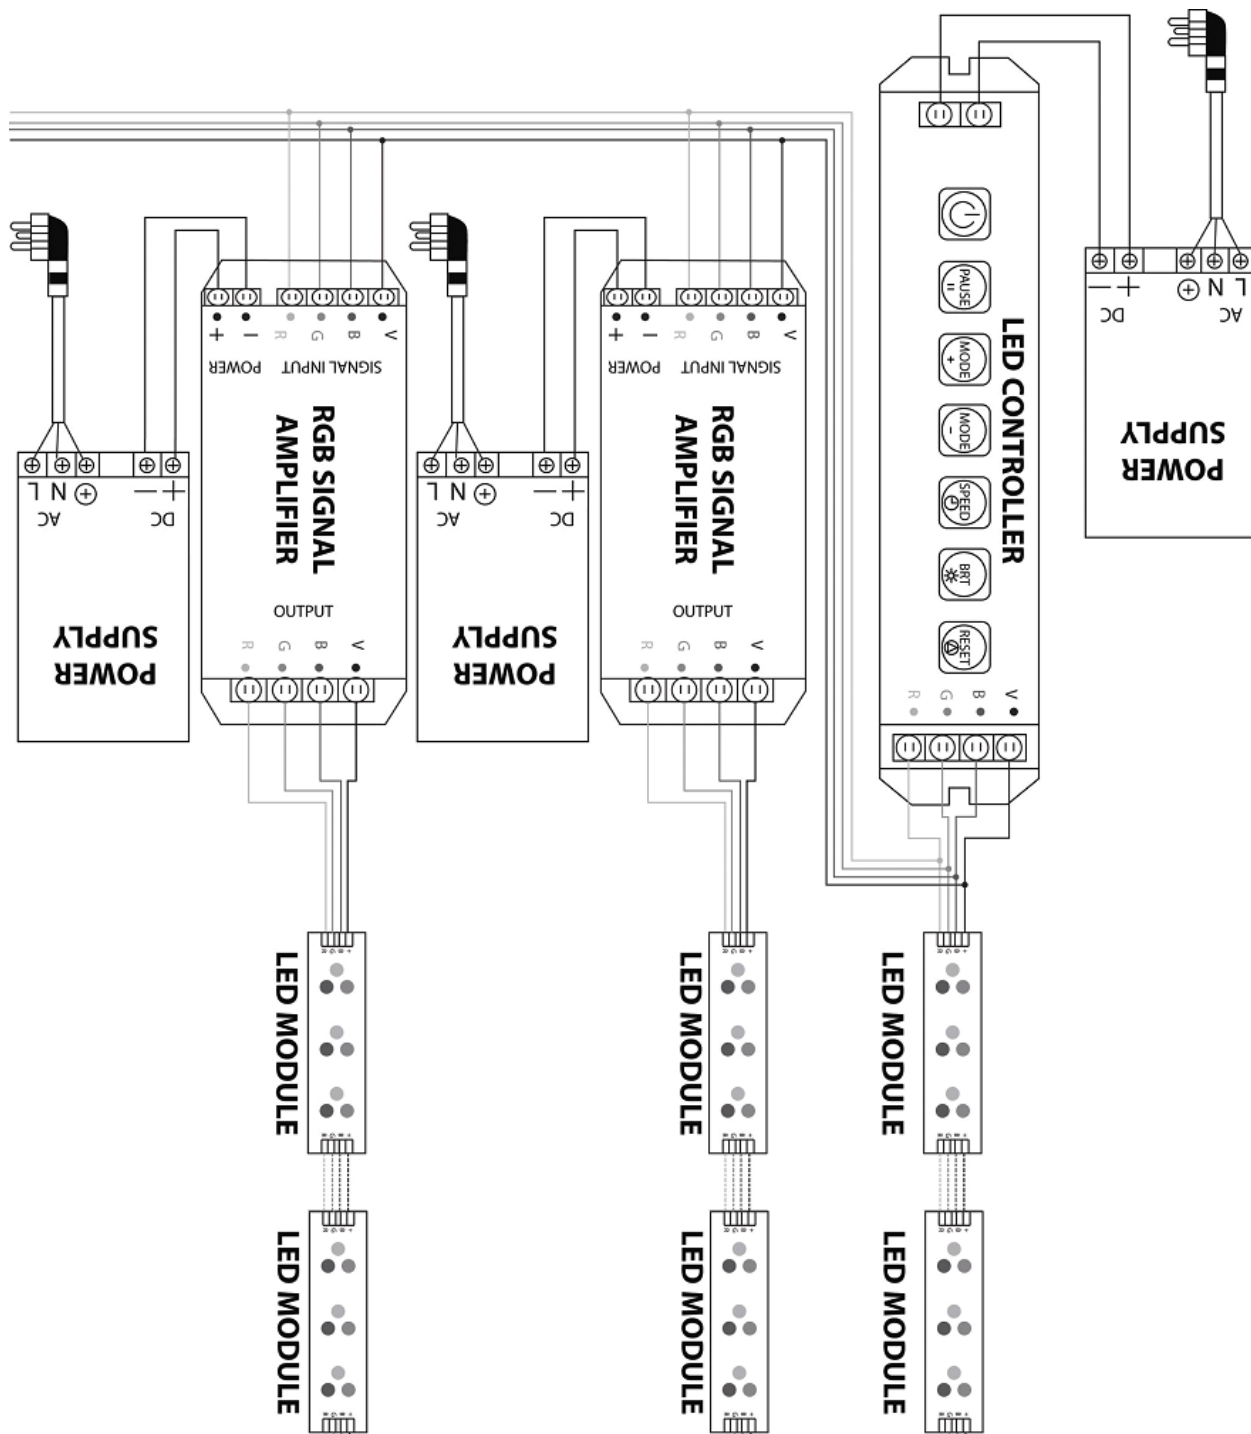 POWER
SUPPLY
DC
AC
L N ⏚
− +
+ − R G B V
POWER SIGNAL INPUT
RGB SIGNAL
AMPLIFIER
OUTPUT
R G B V
POWER
SUPPLY
DC
AC
L N ⏚
− +
+ − R G B V
POWER SIGNAL INPUT
RGB SIGNAL
AMPLIFIER
OUTPUT
R G B V
LED CONTROLLER
PAUSE
MODE
+
MODE
-
SPEED
BRT
RESET
R G B V
− + ⏚ N L
DC AC
POWER
SUPPLY
LED MODULE
R G B +
R G B +
LED MODULE
R G B +
R G B +
LED MODULE
R G B +
R G B +
LED MODULE
R G B +
R G B +
LED MODULE
R G B +
R G B +
LED MODULE
R G B +
R G B +